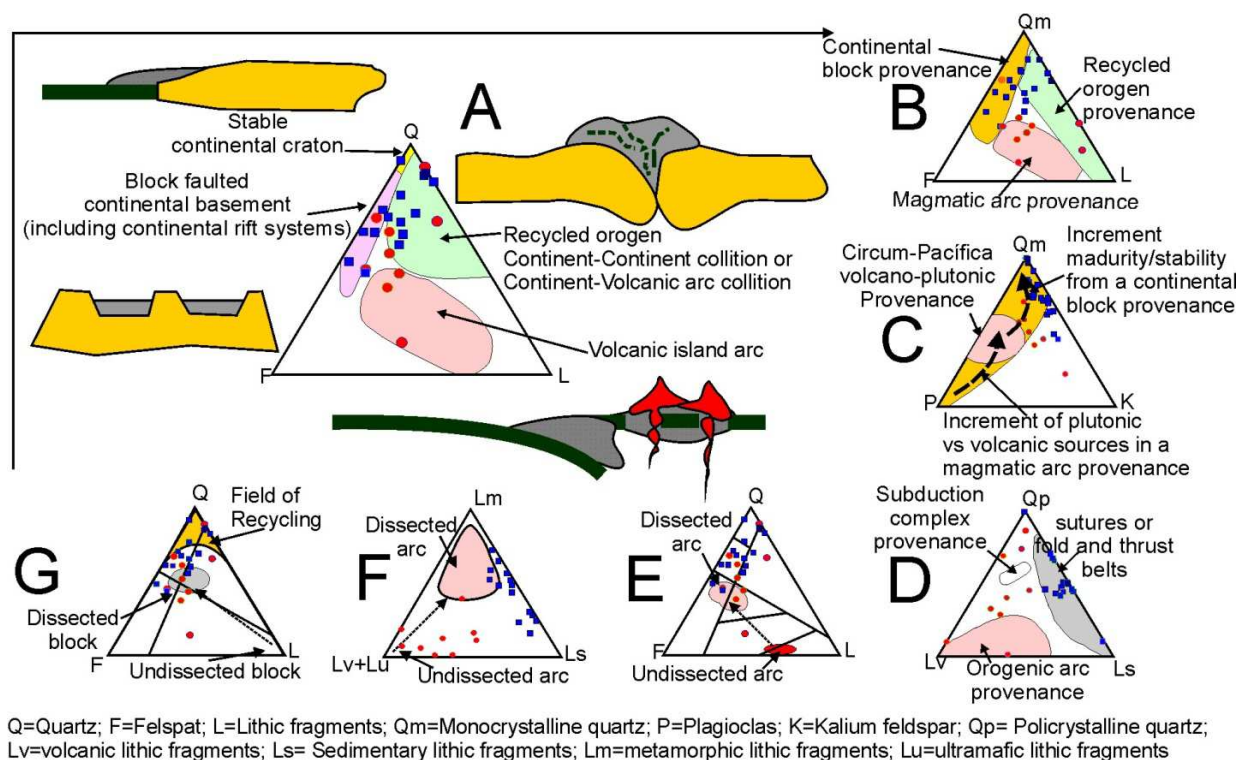 A
Stable
continental craton
Q
Block faulted
continental basement
(including continental rift systems)
Recycled orogen
Continent-Continent collition or
Continent-Volcanic arc collition
Volcanic island arc
F
L
Qm
Continental
block provenance
Recycled
orogen
provenance
B
F
L
Magmatic arc provenance
Circum-Pacifica
volcano-plutonic
Provenance
Qm
Increment
madurity/stability
from a continental
block provenance
C
P
K
Increment of plutonic
vs volcanic sources in a
magmatic arc provenance
G
Q
Field of
Recycling
Dissected
block
F
L
Undissected block
F
Lm
Dissected
arc
Lv+Lu
Ls
Undissected arc
E
Q
Dissected
arc
F
L
Undissected arc
D
Subduction
complex
provenance
Qp
sutures or
fold and thrust
belts
Lv
Ls
Orogenic arc
provenance
Q=Quartz; F=Felspat; L=Lithic fragments; Qm=Monocrystalline quartz; P=Plagioclas; K=Kalium feldspar; Qp= Policrystalline quartz;
Lv=volcanic lithic fragments; Ls= Sedimentary lithic fragments; Lm=metamorphic lithic fragments; Lu=ultramafic lithic fragments